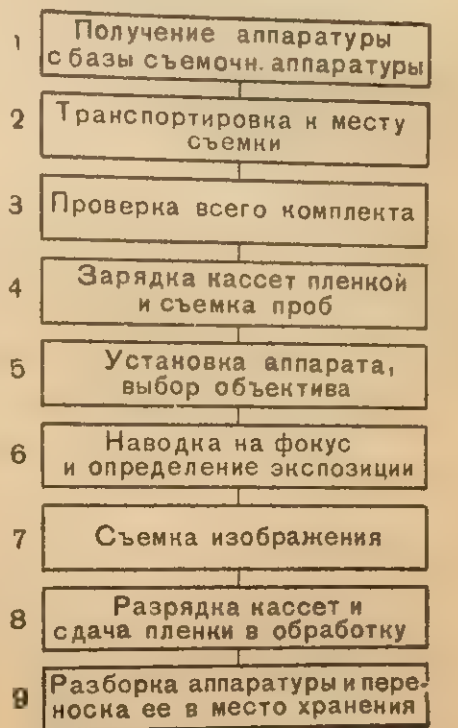 1 Получение аппаратуры
с базы съемочн. аппаратуры
2 Транспортировка к месту
съемки
3 Проверка всего комплекта
4 Зарядка кассет пленкой
и съемка проб
5 Установка аппарата,
выбор объектива
6 Наводка на фокус
и определение экспозиции
7 Съемка изображения
8 Разрядка кассет и
сдача пленки в обработку
9 Разборка аппаратуры и пере-
носка ее в место хранения